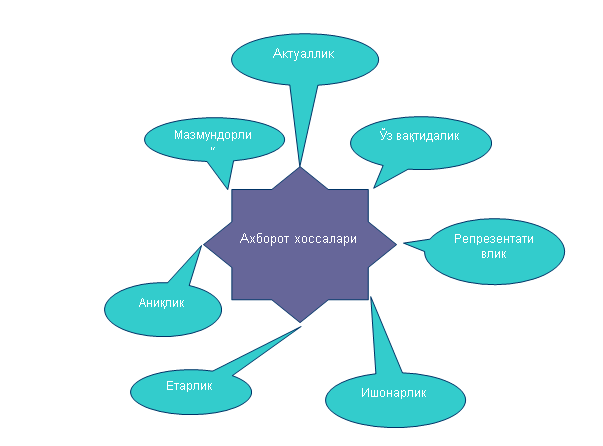 Актуаллик
Мазмундорли
“
Ўз вақтидалик
Ахборот хоссалари
Репрезентати
влик
Аниқлик
Етарлик
Ишонарлик